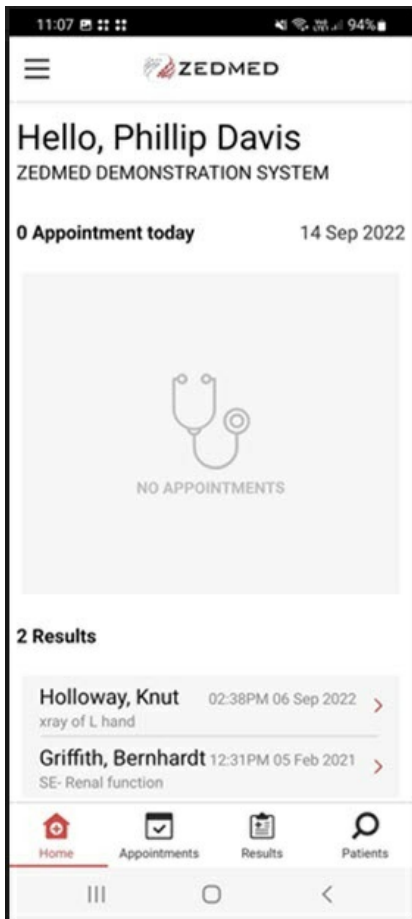 11:07 94%
ZEDMED
Hello, Phillip Davis
ZEDMED DEMONSTRATION SYSTEM
0 Appointment today 14 Sep 2022
NO APPOINTMENTS
2 Results
Holloway, Knut 02:38PM 06 Sep 2022
xray of L hand
Griffith, Bernhardt 12:31PM 05 Feb 2021
SE- Renal function
Home Appointments Results Patients